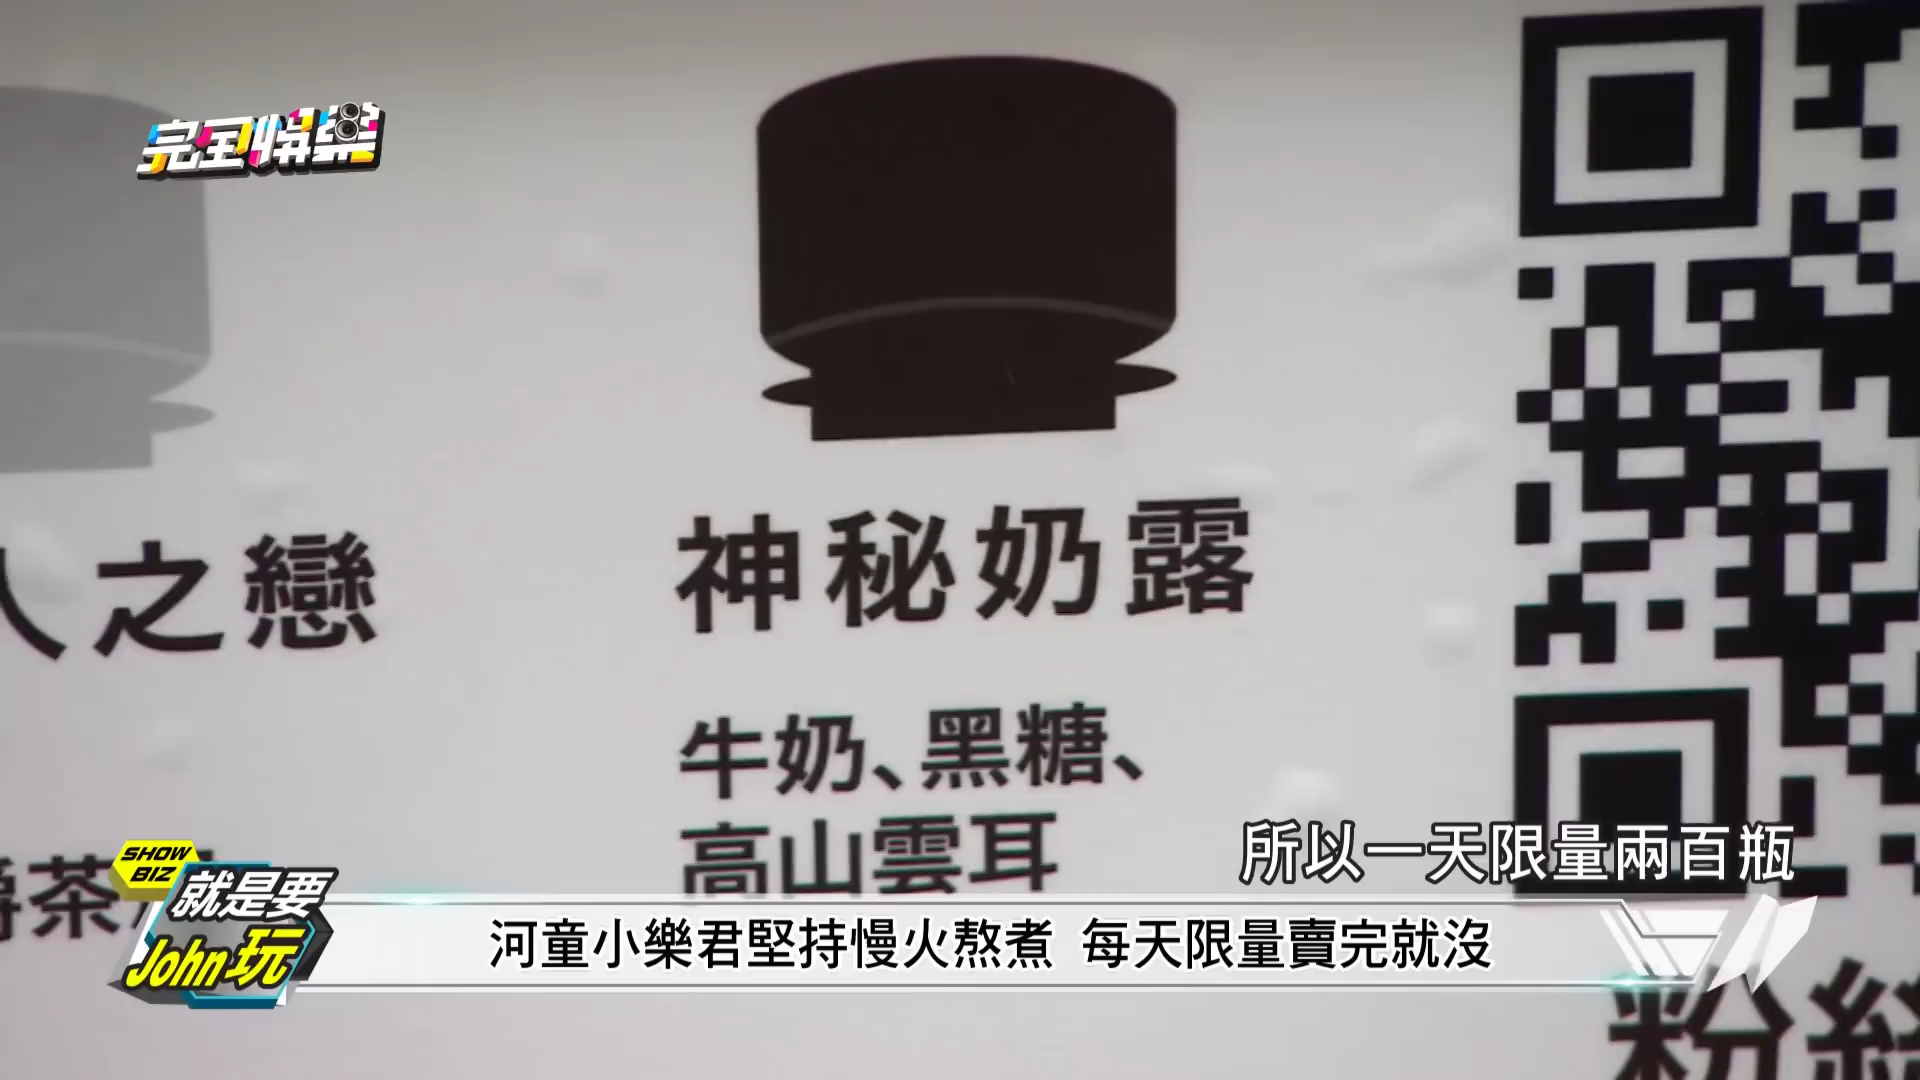 完全娛樂
人之戀
神秘奶露
牛奶、黑糖、
高山雲耳
所以一天限量兩百瓶
SHOW BIZ
就是要
John玩
河童小樂君堅持慢火熬煮 每天限量賣完就沒
粉絲